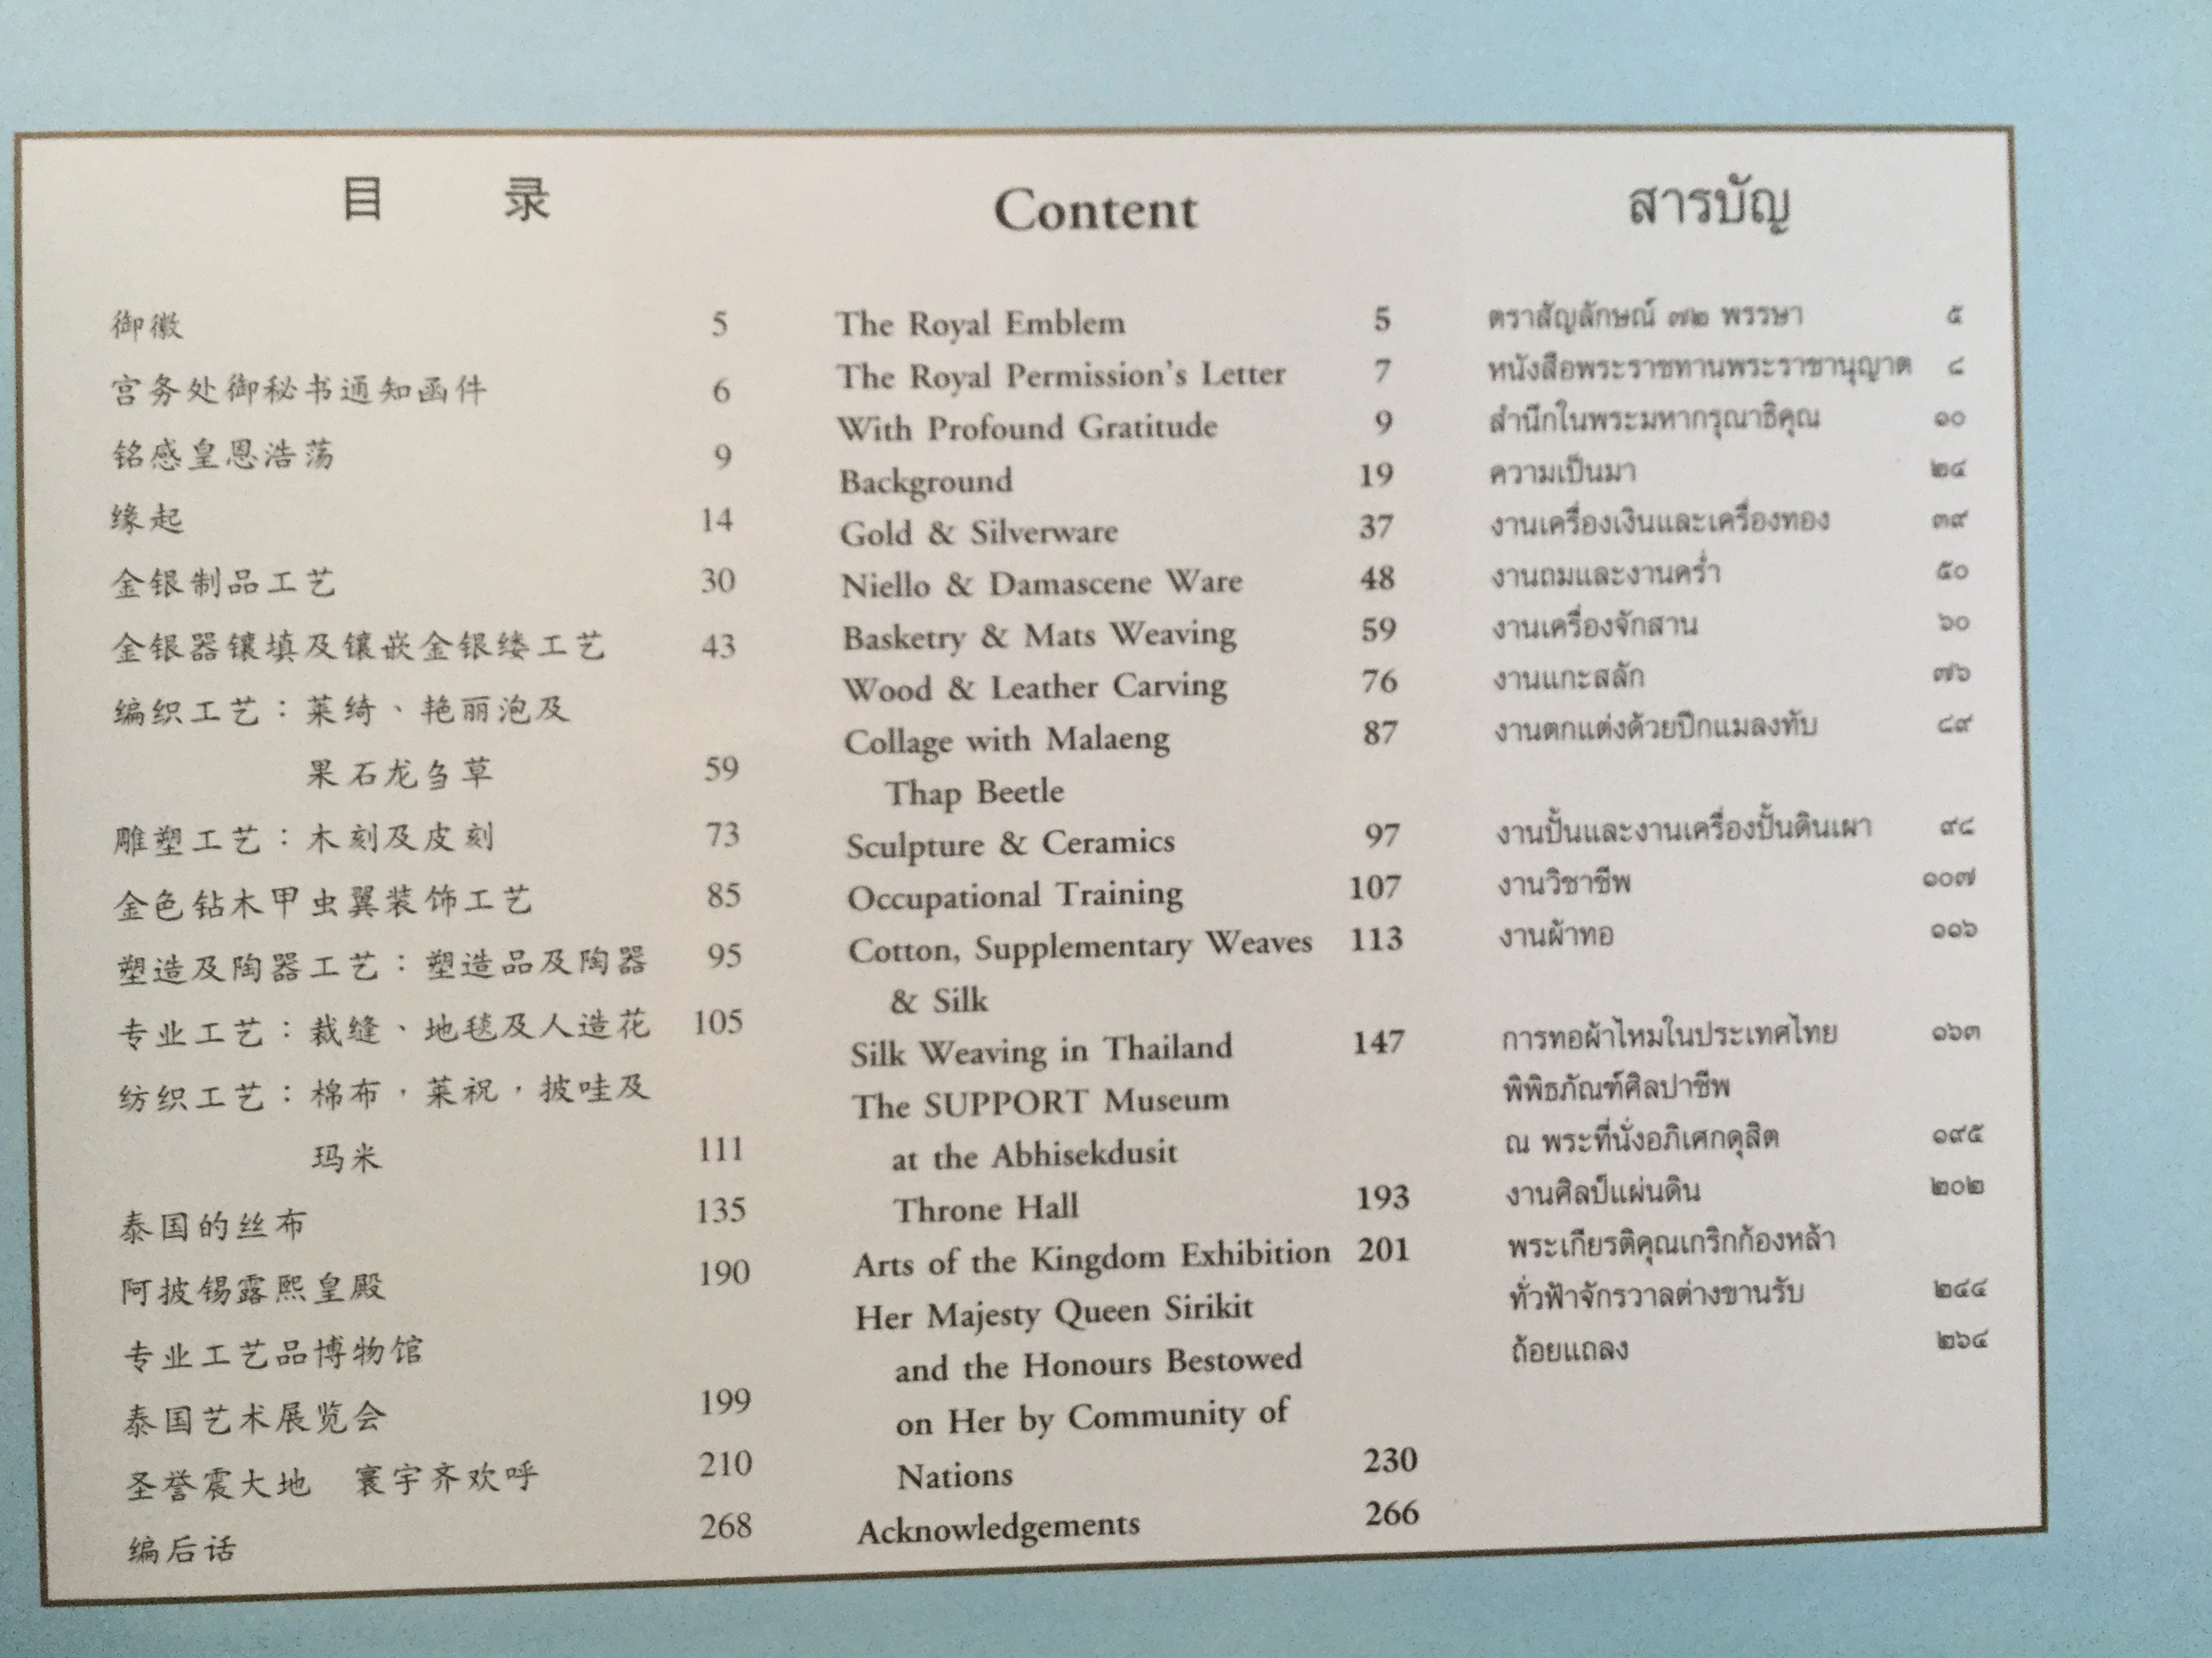 目 录
御徽 5
宫务处御秘书通知函件 6
铭感皇恩浩荡 9
缘起 14
金银制品工艺 30
金银器镶填及镶嵌金银缕工艺 43
编织工艺：莱绮、艳丽泡及
果石龙刍草 59
雕塑工艺：木刻及皮刻 73
金色钻木甲虫翼装饰工艺 85
塑造及陶器工艺：塑造品及陶器 95
专业工艺：裁缝、地毯及人造花 105
纺织工艺：棉布，莱祝，披哇及
玛米 111
泰国的丝布 135
阿披锡露熙皇殿 190
专业工艺品博物馆
泰国艺术展览会 199
圣誉震大地 寰宇齐欢呼 210
编后话 268
Content
The Royal Emblem 5
The Royal Permission's Letter 7
With Profound Gratitude 9
Background 19
Gold & Silverware 37
Niello & Damascene Ware 48
Basketry & Mats Weaving 59
Wood & Leather Carving 76
Collage with Malaeng 87
Thap Beetle
Sculpture & Ceramics 97
Occupational Training 107
Cotton, Supplementary Weaves 113
& Silk
Silk Weaving in Thailand 147
The SUPPORT Museum
at the Abhisekdusit
Throne Hall 193
Arts of the Kingdom Exhibition 201
Her Majesty Queen Sirikit
and the Honours Bestowed
on Her by Community of
Nations 230
Acknowledgements 266
สารบัญ
ตราสัญลักษณ์ ๗๒ พรรษา ๕
หนังสือพระราชทานพระราชานุญาต ๘
สำนึกในพระมหากรุณาธิคุณ ๑๐
ความเป็นมา ๒๔
งานเครื่องเงินและเครื่องทอง ๓๙
งานถมและงานคร่ำ ๕๐
งานเครื่องจักสาน ๖๐
งานแกะสลัก ๗๖
งานตกแต่งด้วยปีกแมลงทับ ๘๙
งานปั้นและงานเครื่องปั้นดินเผา ๙๘
งานวิชาชีพ ๑๐๗
งานผ้าทอ ๑๑๖
การทอผ้าไหมในประเทศไทย ๑๖๓
พิพิธภัณฑ์ศิลปาชีพ
ณ พระที่นั่งอภิเศกดุสิต ๑๙๕
งานศิลป์แผ่นดิน ๒๐๒
พระเกียรติคุณเกริกก้องหล้า
ทั่วฟ้าจักรวาลต่างขานรับ ๒๔๔
ถ้อยแถลง ๒๖๔